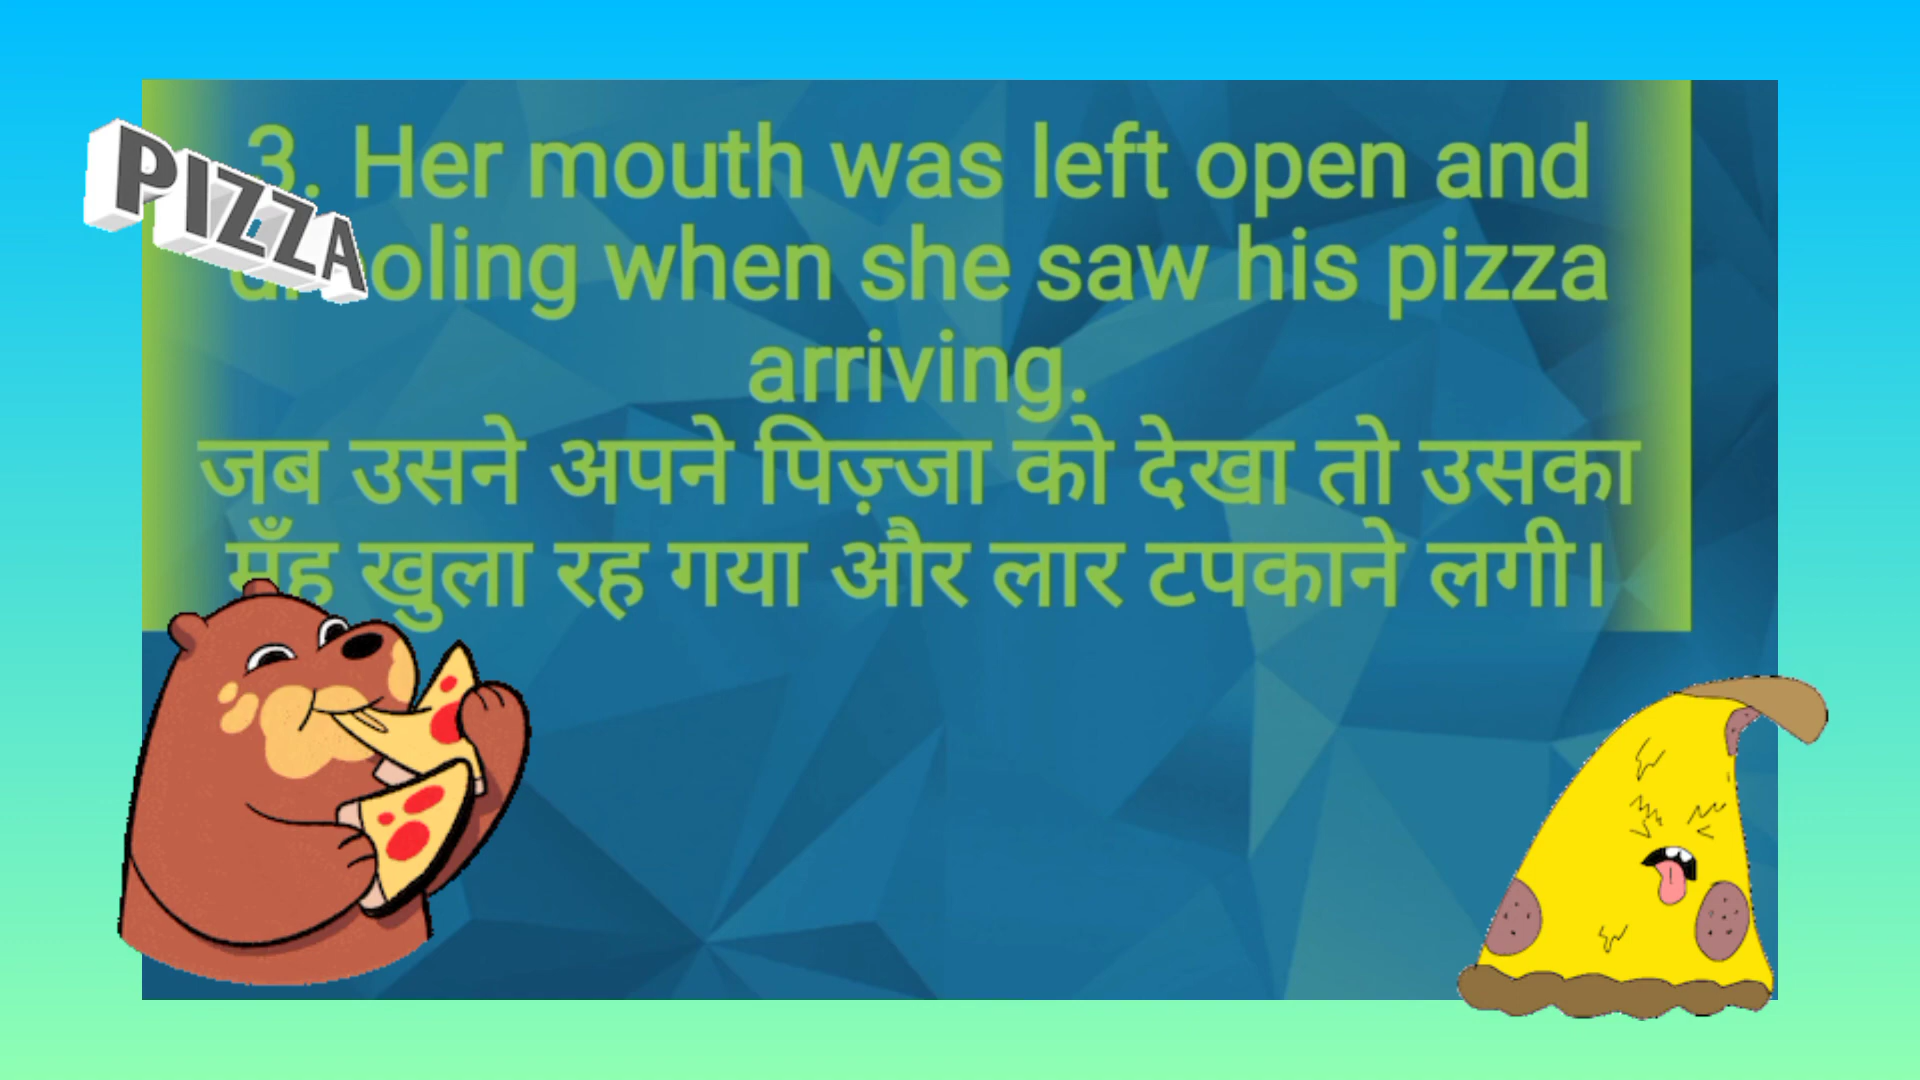 PIZZA
3. Her mouth was left open and
when she saw his pizza
arriving.
जब उसने अपने पिज़्जा को देखा तो उसका
मुँह खुला रह गया और लार टपकाने लगी।